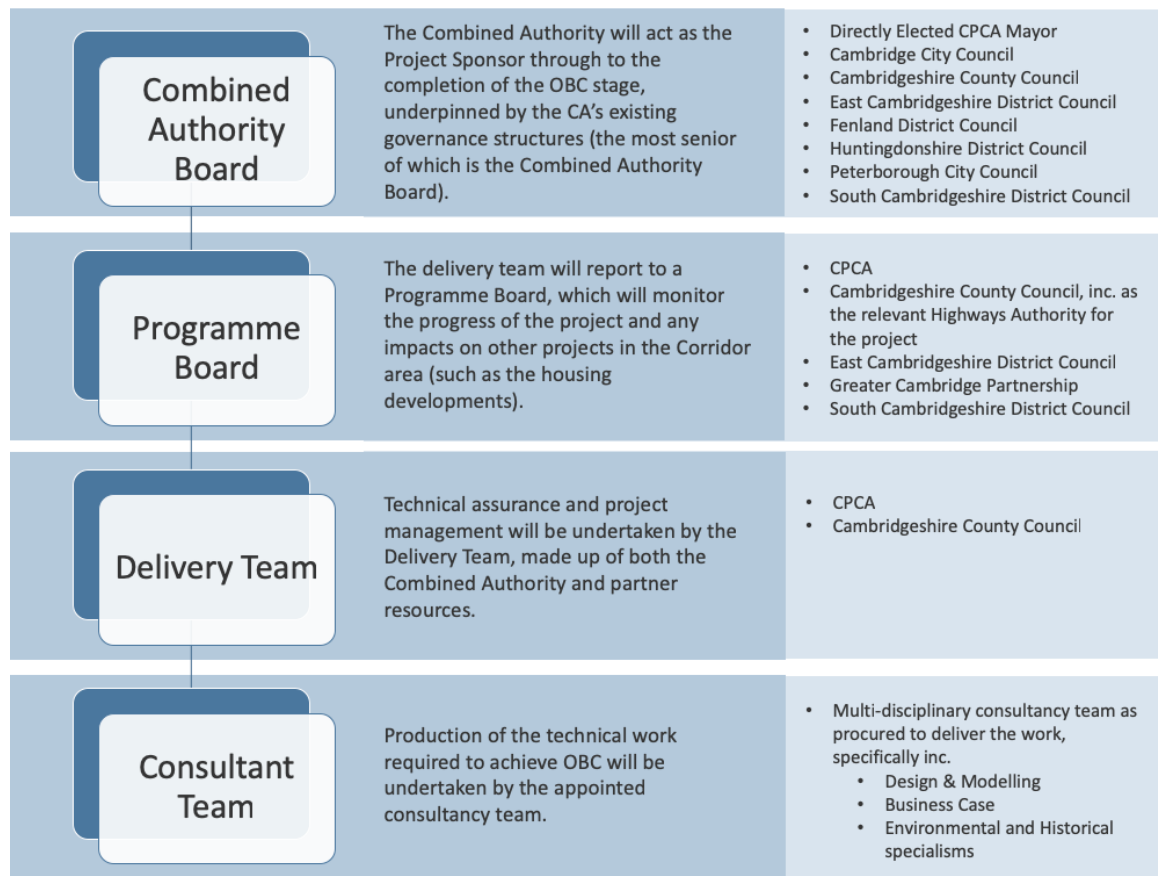 Combined
Authority
Board
The Combined Authority will act as the
Project Sponsor through to the
completion of the OBC stage,
underpinned by the CA's existing
governance structures (the most senior
of which is the Combined Authority
Board).
• Directly Elected CPCA Mayor
• Cambridge City Council
• Cambridgeshire County Council
• East Cambridgeshire District Council
• Fenland District Council
• Huntingdonshire District Council
• Peterborough City Council
• South Cambridgeshire District Council
Programme
Board
The delivery team will report to a
Programme Board, which will monitor
the progress of the project and any
impacts on other projects in the Corridor
area (such as the housing
developments).
• CPCA
• Cambridgeshire County Council, inc. as
the relevant Highways Authority for
the project
• East Cambridgeshire District Council
• Greater Cambridge Partnership
• South Cambridgeshire District Council
Delivery Team
Technical assurance and project
management will be undertaken by the
Delivery Team, made up of both the
Combined Authority and partner
resources.
• CPCA
• Cambridgeshire County Council
Consultant
Team
Production of the technical work
required to achieve OBC will be
undertaken by the appointed
consultancy team.
• Multi-disciplinary consultancy team as
procured to deliver the work,
specifically inc.
• Design & Modelling
• Business Case
• Environmental and Historical
specialisms